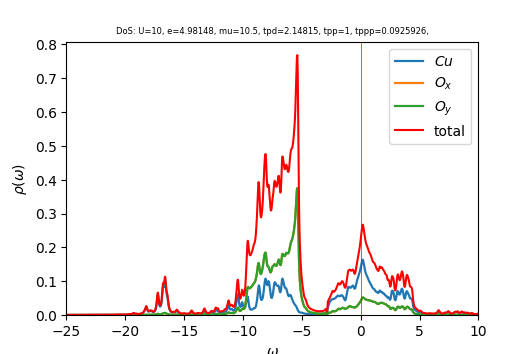 DoS: U=10, e=4.98148, mu=10.5, tpd=2.14815, tpp=1, tppp=0.0925926,
ρ(ω)
0.8
0.7
0.6
0.5
0.4
0.3
0.2
0.1
0.0
Cu
O_x
O_y
total
−25 −20 −15 −10 −5 0 5 10
ω